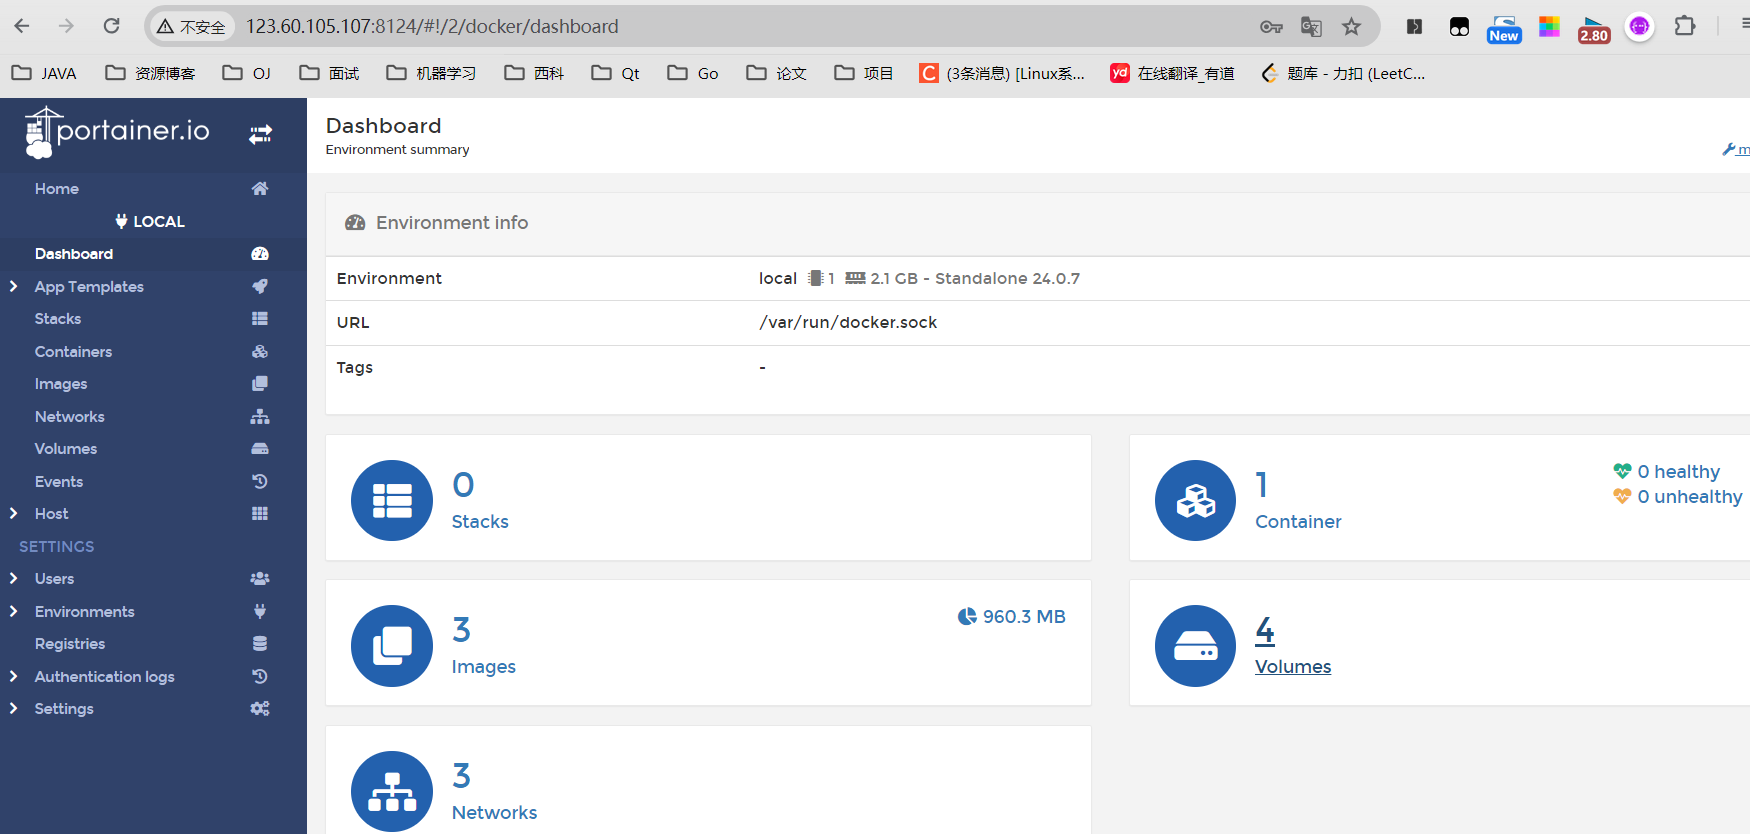 不安全 123.60.105.107:8124/#!/2/docker/dashboard
New
2.80
JAVA 资源博客 OJ 面试 机器学习 西科 Qt Go 论文 项目 C (3条消息) [Linux系... yd 在线翻译_有道 题库 - 力扣 (LeetC...
portainer.io
Home
LOCAL
Dashboard
App Templates
Stacks
Containers
Images
Networks
Volumes
Events
Host
SETTINGS
Users
Environments
Registries
Authentication logs
Settings
Dashboard
Environment summary
m
Environment info
Environment local 1 2.1 GB - Standalone 24.0.7
URL /var/run/docker.sock
Tags -
0
Stacks
1
Container
0 healthy
0 unhealthy
3
Images
960.3 MB
4
Volumes
3
Networks